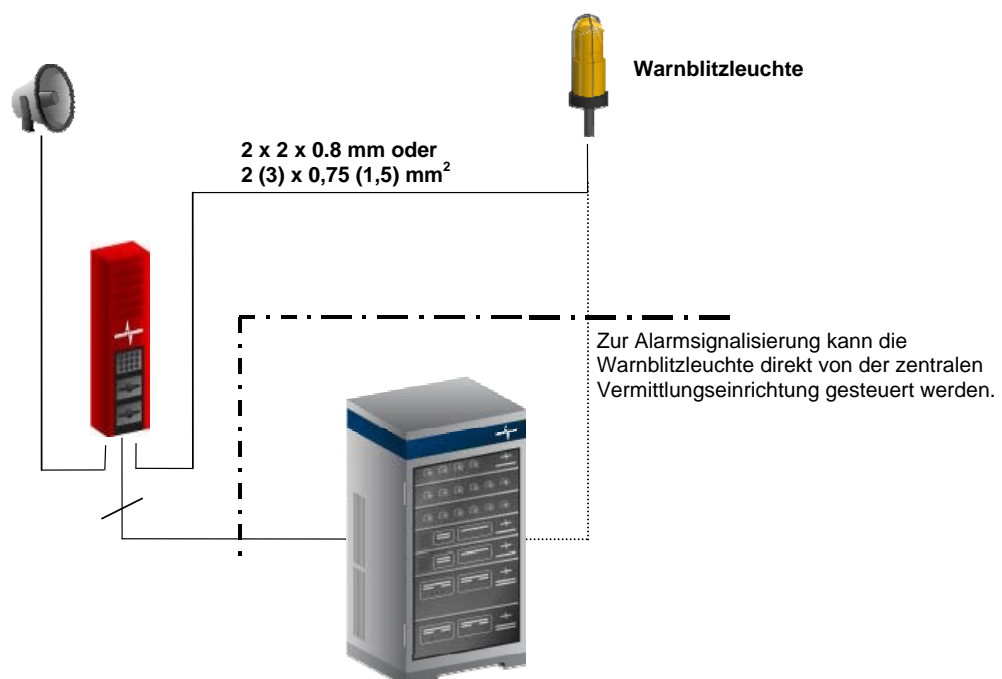 Warnblitzleuchte
2 x 2 x 0.8 mm oder
2 (3) x 0,75 (1,5) mm²
Zur Alarmsignalisierung kann die
Warnblitzleuchte direkt von der zentralen
Vermittlungseinrichtung gesteuert werden.